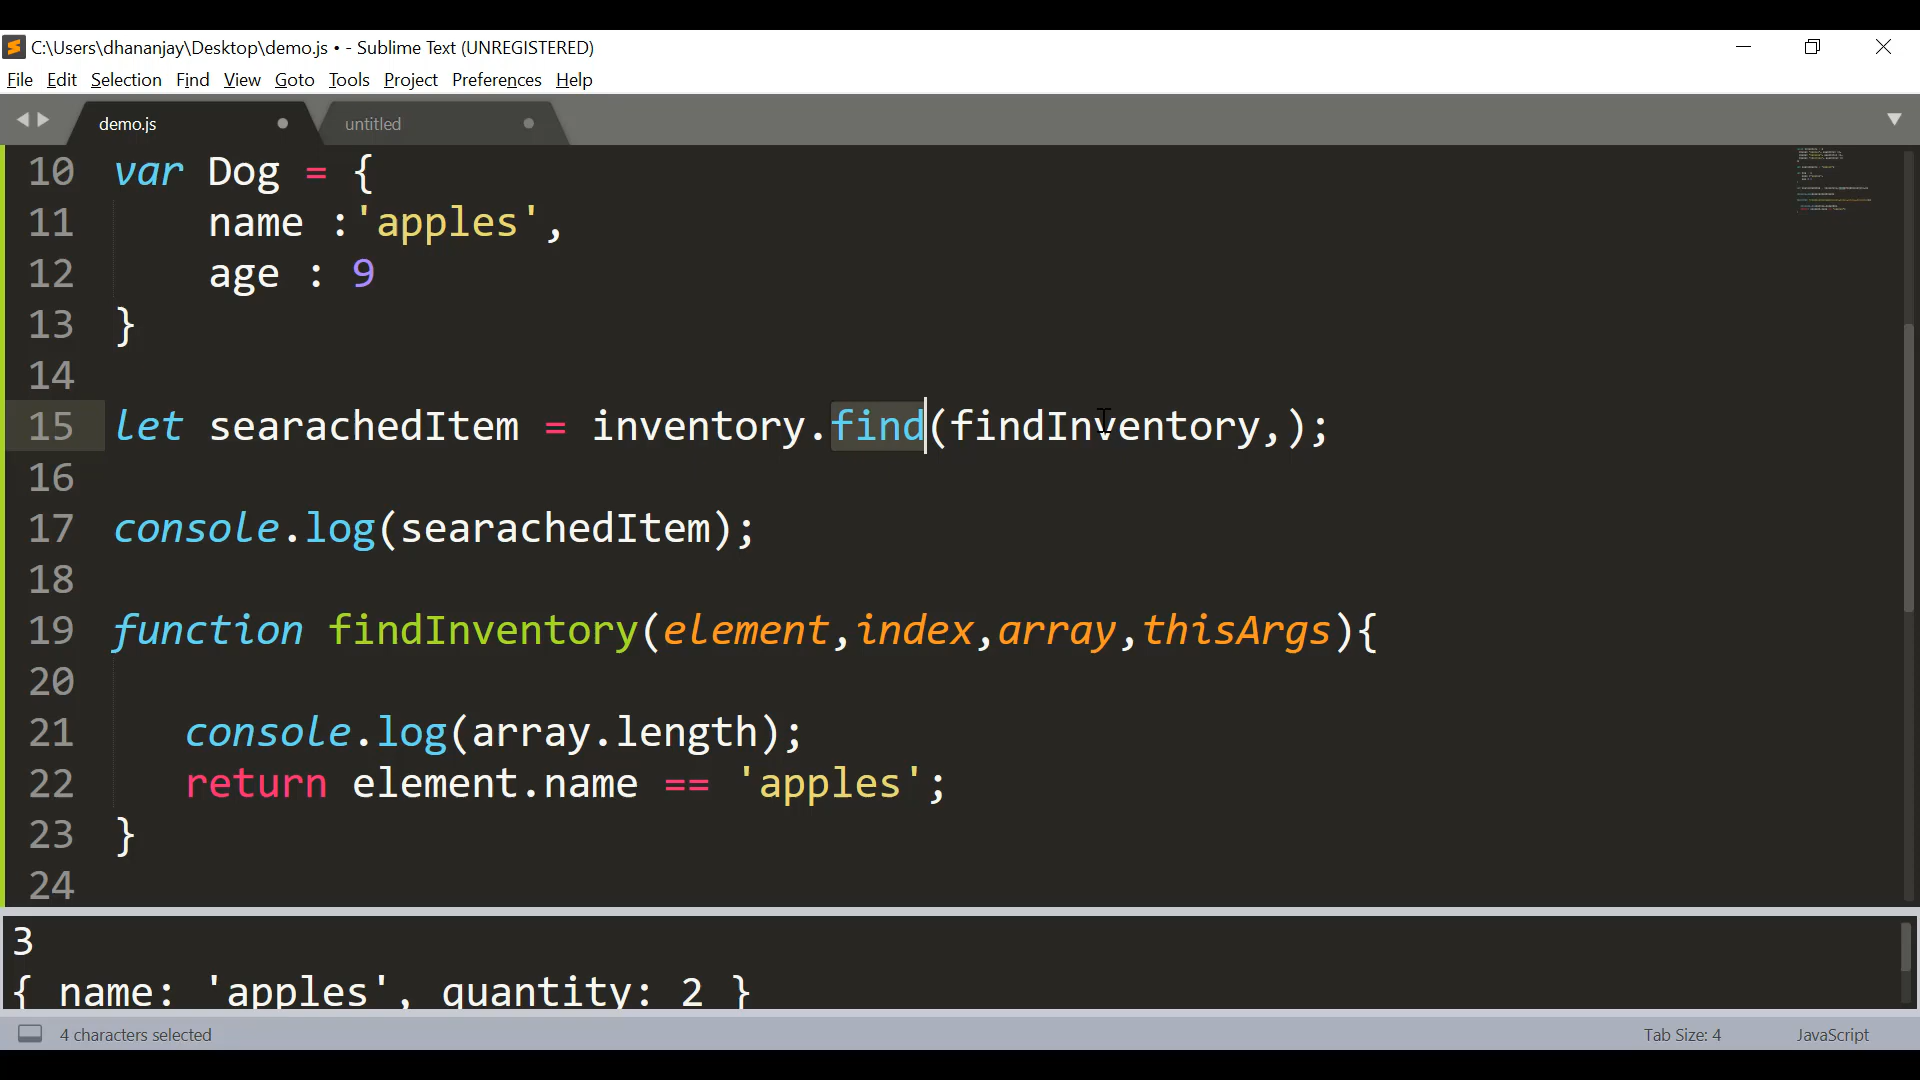 C:\Users\dhananjay\Desktop\demo.js • - Sublime Text (UNREGISTERED)
File Edit Selection Find View Goto Tools Project Preferences Help
demo.js untitled
10 var Dog = {
11 name :'apples',
12 age : 9
13 }
14
15 let searachedItem = inventory.find(findInventory,);
16
17 console.log(searachedItem);
18
19 function findInventory(element,index,array,thisArgs){
20
21 console.log(array.length);
22 return element.name == 'apples';
23 }
24
3
{ name: 'apples', quantity: 2 }
4 characters selected Tab Size: 4 JavaScript